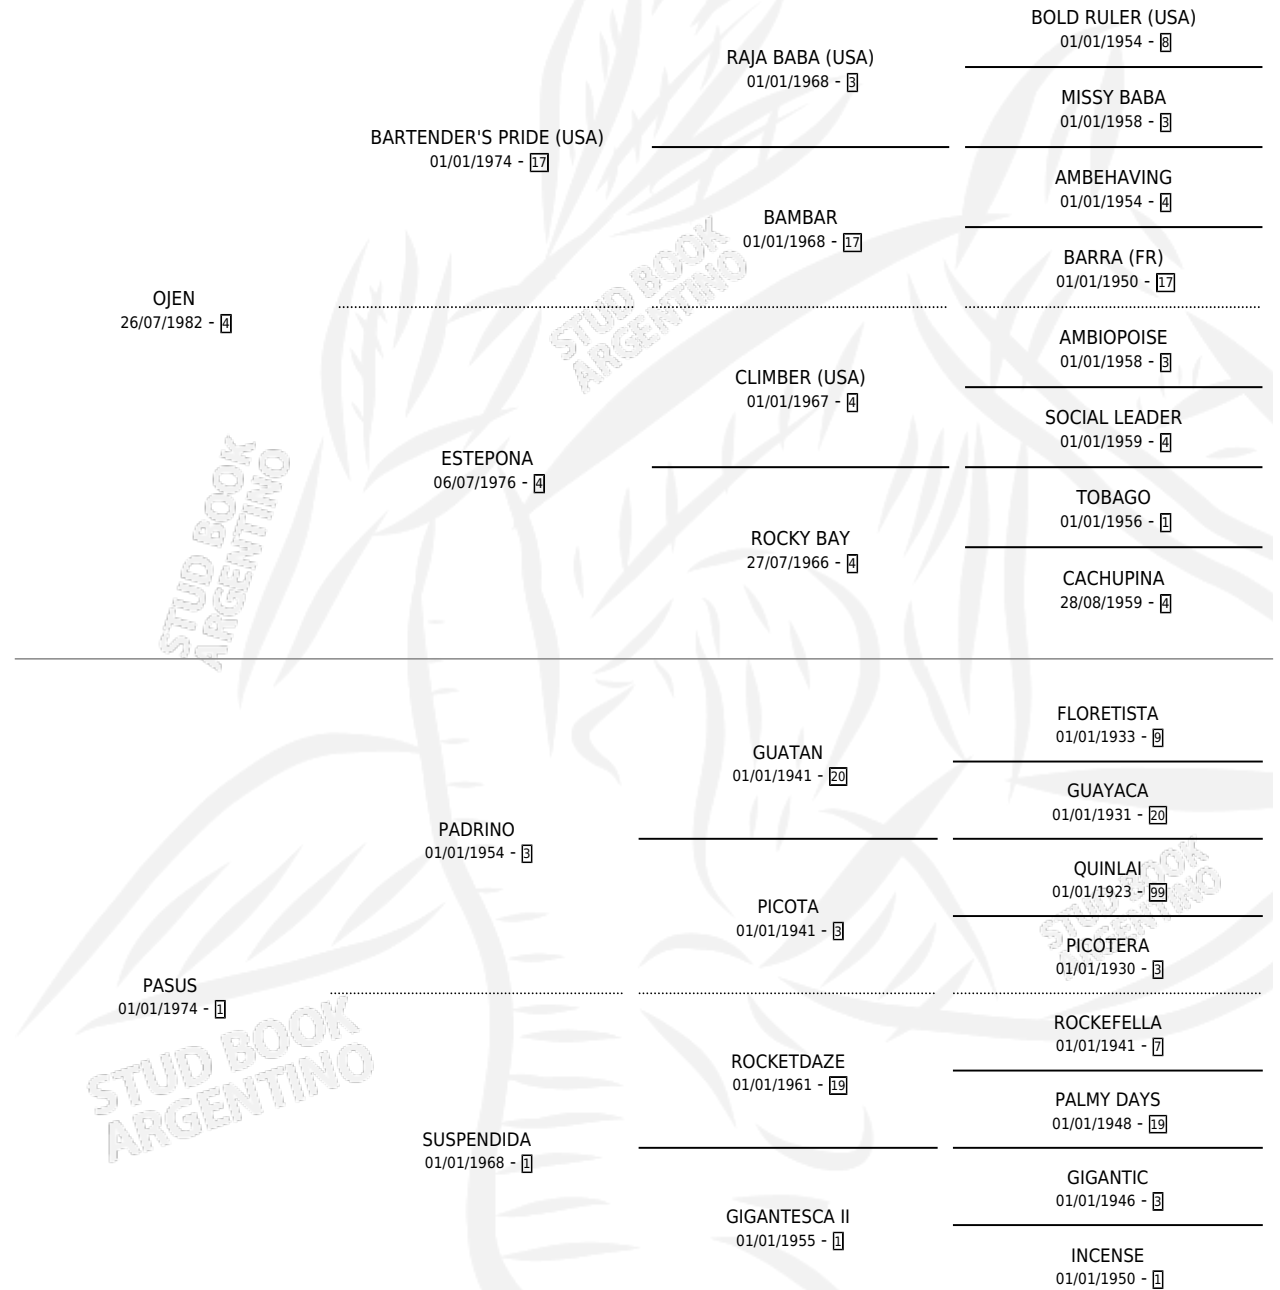 BOLD RULER (USA)
01/01/1954 - 8
RAJA BABA (USA)
01/01/1968 - 3
MISSY BABA
01/01/1958 - 3
BARTENDER'S PRIDE (USA)
01/01/1974 - 17
AMBEHAVING
01/01/1954 - 4
BAMBAR
01/01/1968 - 17
BARRA (FR)
01/01/1950 - 17
OJEN
26/07/1982 - 4
AMBIOPOISE
01/01/1958 - 3
CLIMBER (USA)
01/01/1967 - 4
SOCIAL LEADER
01/01/1959 - 4
ESTEPONA
06/07/1976 - 4
TOBAGO
01/01/1956 - 1
ROCKY BAY
27/07/1966 - 4
CACHUPINA
28/08/1959 - 4
FLORETISTA
01/01/1933 - 9
GUATAN
01/01/1941 - 20
GUAYACA
01/01/1931 - 20
PADRINO
01/01/1954 - 3
QUINLAI
01/01/1923 - 99
PICOTA
01/01/1941 - 3
PICOTERA
01/01/1930 - 3
PASUS
01/01/1974 - 1
ROCKEFELLA
01/01/1941 - 7
ROCKETDAZE
01/01/1961 - 19
PALMY DAYS
01/01/1948 - 19
SUSPENDIDA
01/01/1968 - 1
GIGANTIC
01/01/1946 - 3
GIGANTESCA II
01/01/1955 - 1
INCENSE
01/01/1950 - 1
STUD BOOK
ARGENTINO
STUD BOOK
ARGENTINO
STUD BOOK
ARGENTINO
STUD BOOK
ARGENTINO